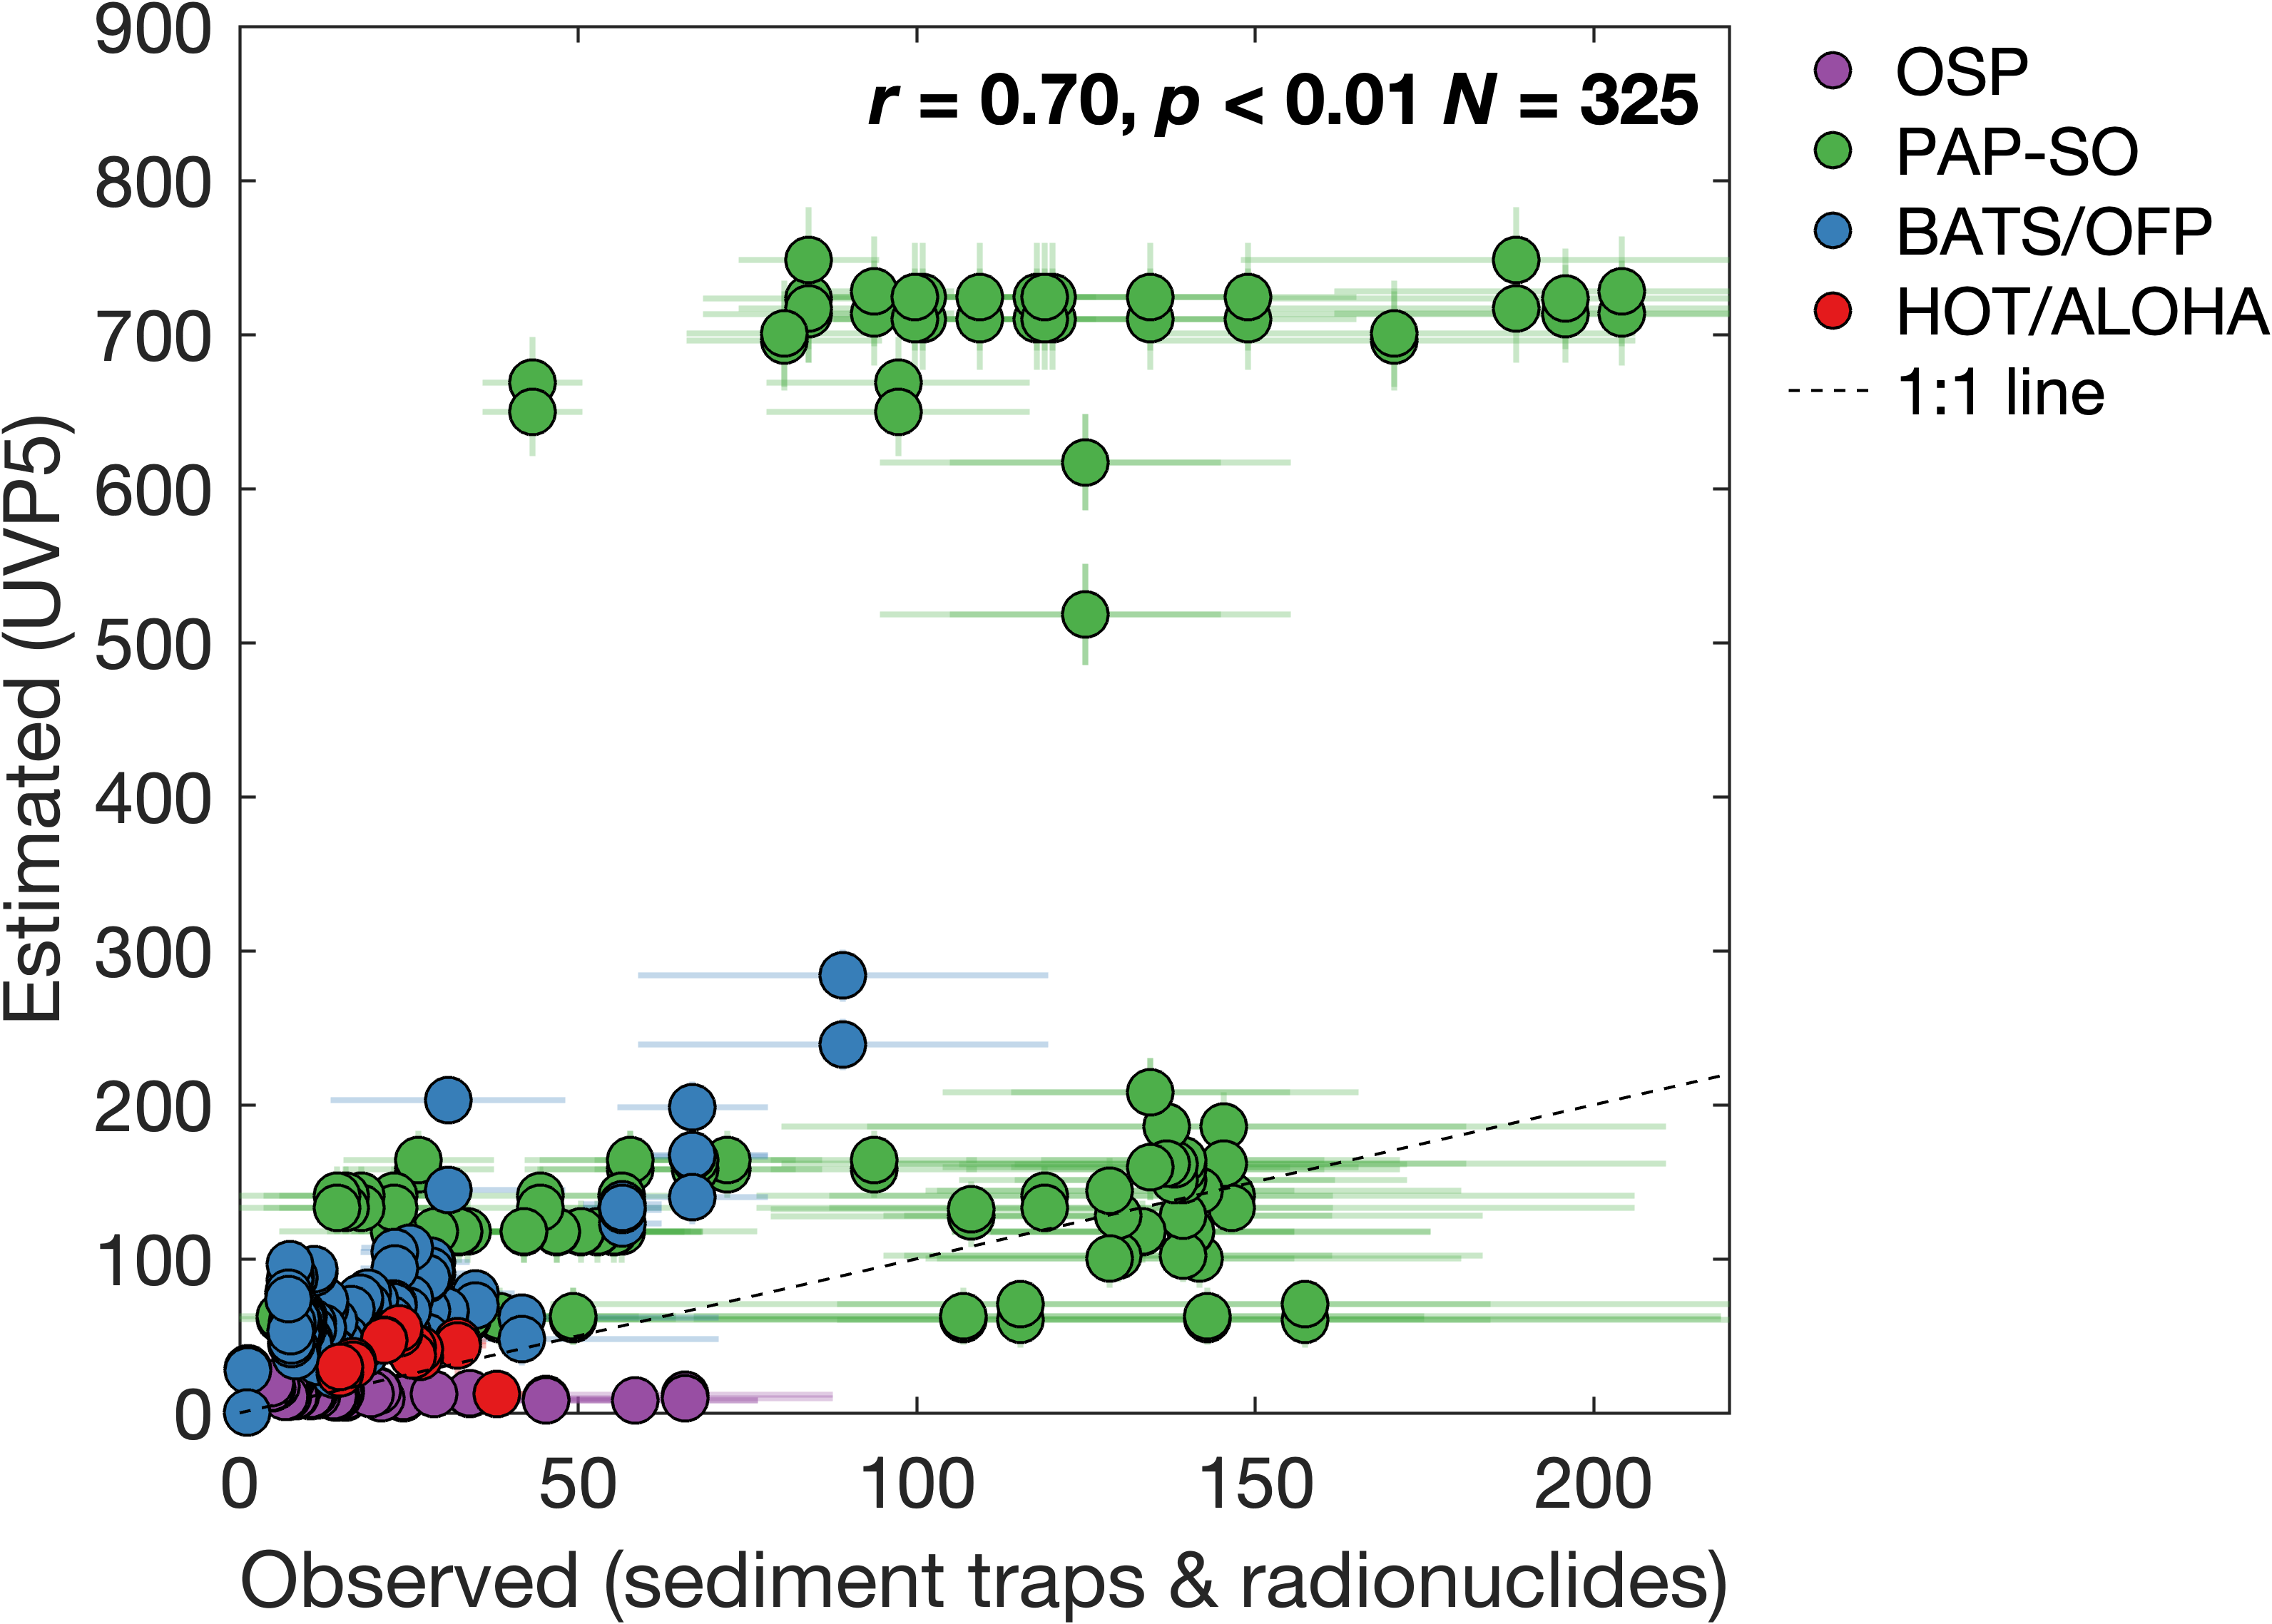 r = 0.70, p < 0.01 N = 325
OSP
PAP-SO
BATS/OFP
HOT/ALOHA
1:1 line
Estimated (UVP5)
900
800
700
600
500
400
300
200
100
0
0 50 100 150 200
Observed (sediment traps & radionuclides)